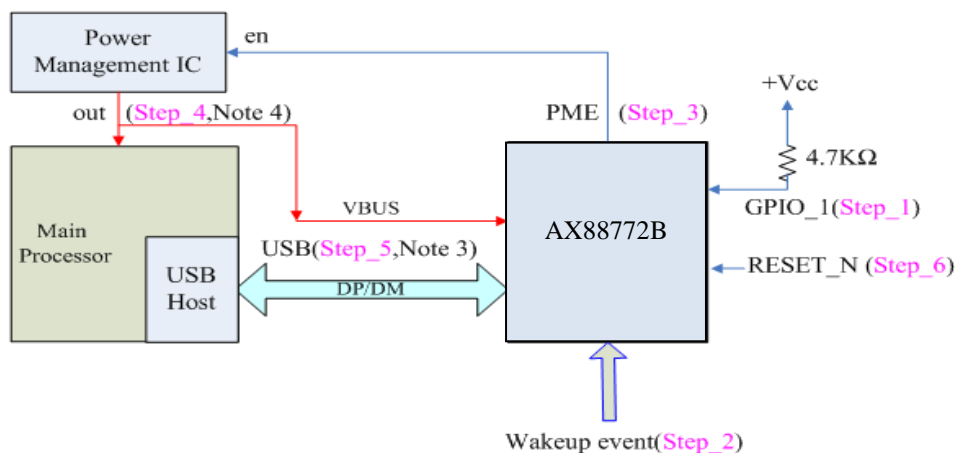 Power
Management IC
en
out (Step_4,Note 4)
PME (Step_3)
+Vcc
4.7KΩ
GPIO_1(Step_1)
VBUS
AX88772B
Main
Processor
USB(Step_5,Note 3)
RESET_N (Step_6)
USB
Host
DP/DM
Wakeup event(Step_2)